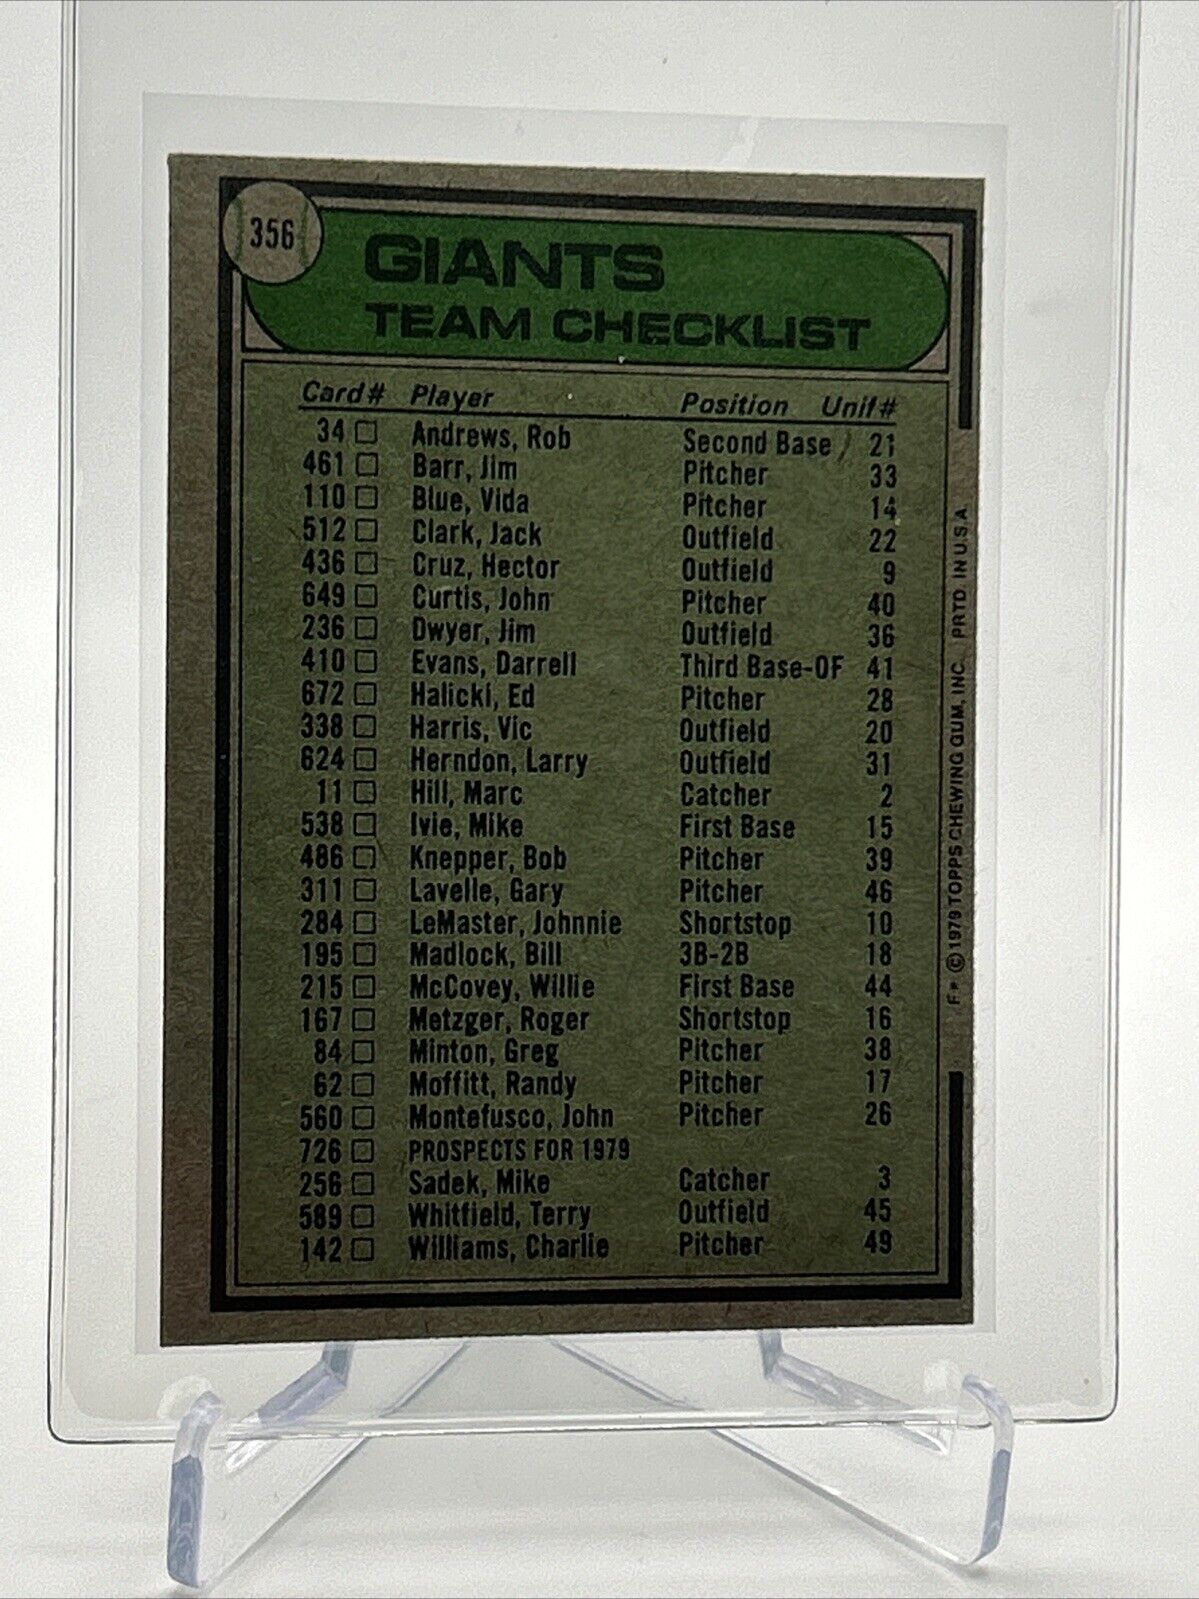 356
GIANTS
TEAM CHECKLIST
Card# Player Position Unif#
34 Andrews, Rob Second Base 21
461 Barr, Jim Pitcher 33
110 Blue, Vida Pitcher 14
512 Clark, Jack Outfield 22
436 Cruz, Hector Outfield 9
649 Curtis, John Pitcher 40
236 Dwyer, Jim Outfield 36
410 Evans, Darrell Third Base-OF 41
672 Halicki, Ed Pitcher 28
338 Harris, Vic Outfield 20
624 Herndon, Larry Outfield 31
11 Hill, Marc Catcher 2
538 Ivie, Mike First Base 15
486 Knepper, Bob Pitcher 39
311 Lavelle, Gary Pitcher 46
284 LeMaster, Johnnie Shortstop 10
195 Madlock, Bill 3B-2B 18
215 McCovey, Willie First Base 44
167 Metzger, Roger Shortstop 16
84 Minton, Greg Pitcher 38
62 Moffitt, Randy Pitcher 17
560 Montefusco, John Pitcher 26
726 PROSPECTS FOR 1979
256 Sadek, Mike Catcher 3
589 Whitfield, Terry Outfield 45
142 Williams, Charlie Pitcher 49
F* © 1979 TOPPS CHEWING GUM, INC. PRTD. IN U.S.A.